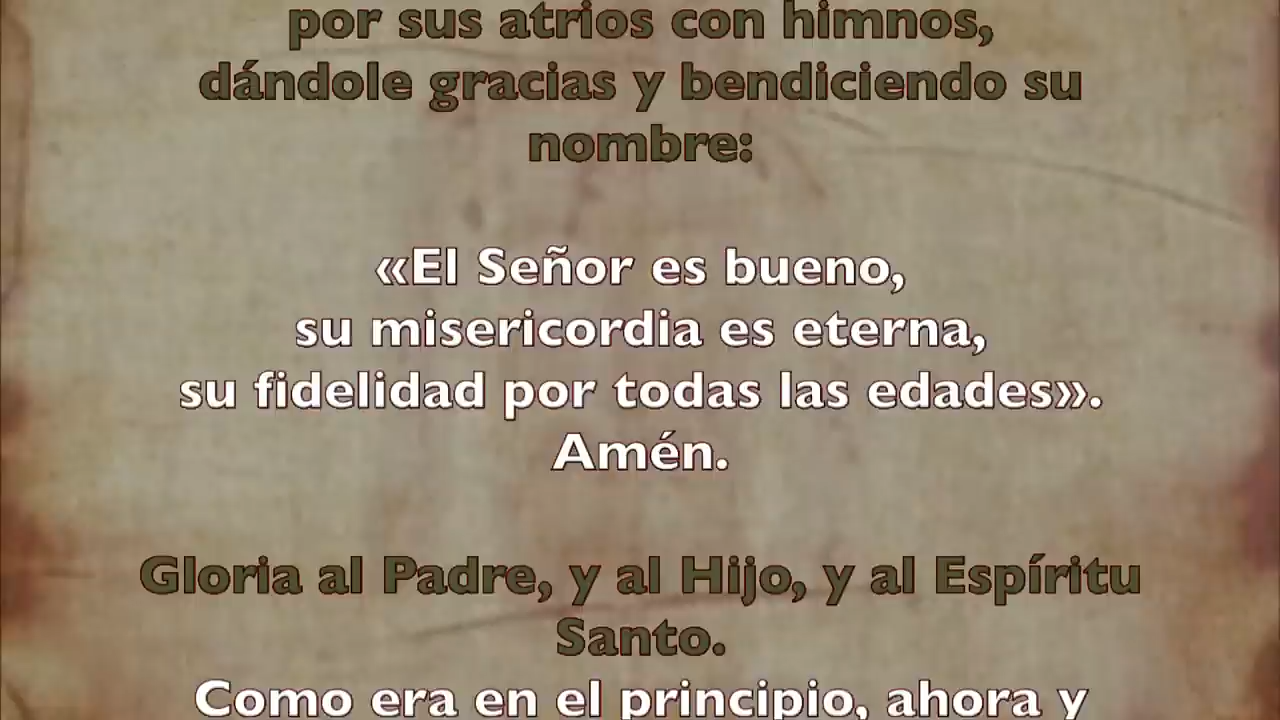 por sus atrios con himnos,
dándole gracias y bendiciendo su
nombre:
«El Señor es bueno,
su misericordia es eterna,
su fidelidad por todas las edades».
Amén.
Gloria al Padre, y al Hijo, y al Espíritu
Santo.
Como era en el principio, ahora y